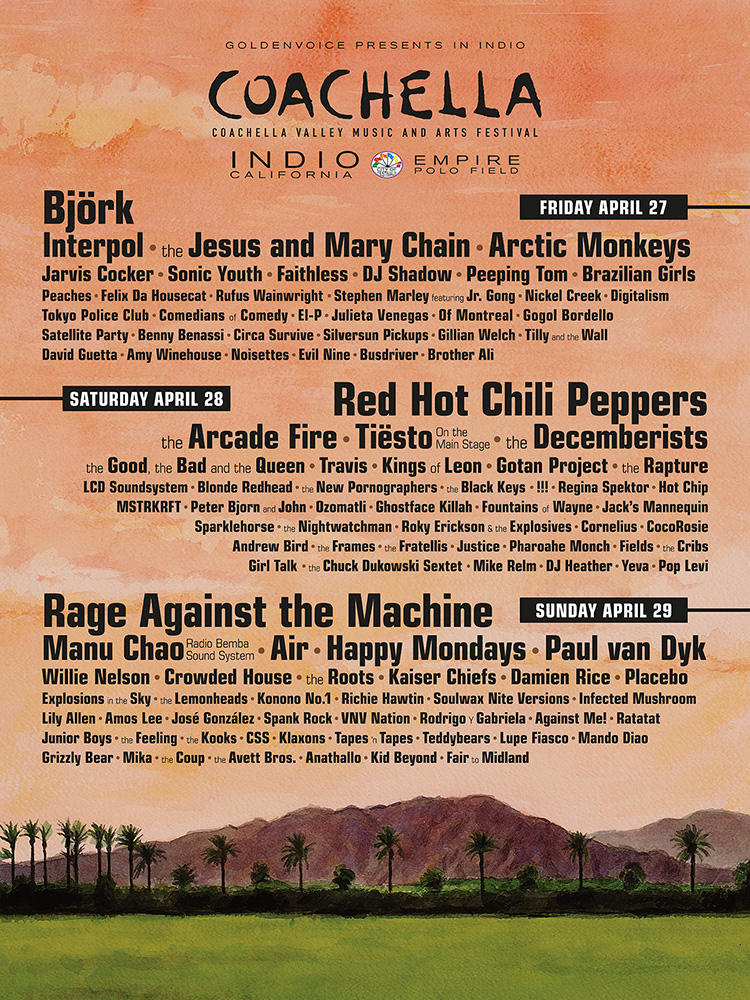 GOLDENVOICE PRESENTS IN INDIO
COACHELLA
COACHELLA VALLEY MUSIC AND ARTS FESTIVAL
INDIO CALIFORNIA EMPIRE POLO FIELD
Björk
FRIDAY APRIL 27
Interpol • the Jesus and Mary Chain • Arctic Monkeys
Jarvis Cocker • Sonic Youth • Faithless • DJ Shadow • Peeping Tom • Brazilian Girls
Peaches • Felix Da Housecat • Rufus Wainwright • Stephen Marley featuring Jr. Gong • Nickel Creek • Digitalism
Tokyo Police Club • Comedians of Comedy • El-P • Julieta Venegas • Of Montreal • Gogol Bordello
Satellite Party • Benny Benassi • Circa Survive • Silversun Pickups • Gillian Welch • Tilly and the Wall
David Guetta • Amy Winehouse • Noisettes • Evil Nine • Busdriver • Brother Ali
SATURDAY APRIL 28
Red Hot Chili Peppers
the Arcade Fire • Tiësto On the Main Stage • the Decemberists
the Good, the Bad and the Queen • Travis • Kings of Leon • Gotan Project • the Rapture
LCD Soundsystem • Blonde Redhead • the New Pornographers • the Black Keys • !!! • Regina Spektor • Hot Chip
MSTRKRFT • Peter Bjorn and John • Ozomatli • Ghostface Killah • Fountains of Wayne • Jack's Mannequin
Sparklehorse • the Nightwatchman • Roky Erickson & the Explosives • Cornelius • CocoRosie
Andrew Bird • the Frames • the Fratellis • Justice • Pharoahe Monch • Fields • the Cribs
Girl Talk • the Chuck Dukowski Sextet • Mike Relm • DJ Heather • Yeva • Pop Levi
Rage Against the Machine
SUNDAY APRIL 29
Manu Chao Radio Bemba Sound System • Air • Happy Mondays • Paul van Dyk
Willie Nelson • Crowded House • the Roots • Kaiser Chiefs • Damien Rice • Placebo
Explosions in the Sky • the Lemonheads • Konono No.1 • Richie Hawtin • Soulwax Nite Versions • Infected Mushroom
Lily Allen • Amos Lee • José González • Spank Rock • VNV Nation • Rodrigo Y Gabriela • Against Me! • Ratatat
Junior Boys • the Feeling • the Kooks • CSS • Klaxons • Tapes 'n Tapes • Teddybears • Lupe Fiasco • Mando Diao
Grizzly Bear • Mika • the Coup • the Avett Bros. • Anathallo • Kid Beyond • Fair to Midland